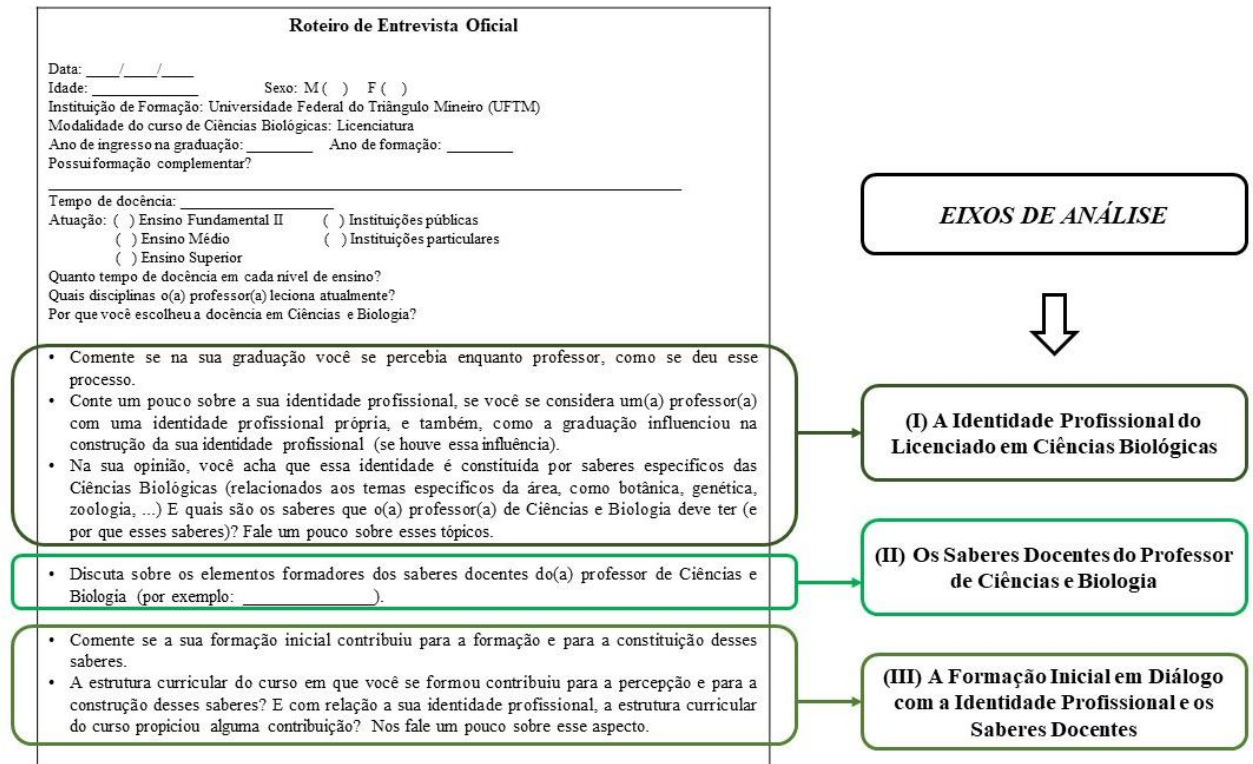 Roteiro de Entrevista Oficial
Data: ____/____/____
Idade: ______________ Sexo: M ( ) F ( )
Instituição de Formação: Universidade Federal do Triângulo Mineiro (UFTM)
Modalidade do curso de Ciências Biológicas: Licenciatura
Ano de ingresso na graduação: _________ Ano de formação: _________
Possui formação complementar?
Tempo de docência: ____________________
Atuação: ( ) Ensino Fundamental II ( ) Instituições públicas
( ) Ensino Médio ( ) Instituições particulares
( ) Ensino Superior
Quanto tempo de docência em cada nível de ensino?
Quais disciplinas o(a) professor(a) leciona atualmente?
Por que você escolheu a docência em Ciências e Biologia?
• Comente se na sua graduação você se percebia enquanto professor, como se deu esse
processo.
• Conte um pouco sobre a sua identidade profissional, se você se considera um(a) professor(a)
com uma identidade profissional própria, e também, como a graduação influenciou na
construção da sua identidade profissional (se houve essa influência).
• Na sua opinião, você acha que essa identidade é constituída por saberes específicos das
Ciências Biológicas (relacionados aos temas específicos da área, como botânica, genética,
zoologia, ...) E quais são os saberes que o(a) professor(a) de Ciências e Biologia deve ter (e
por que esses saberes)? Fale um pouco sobre esses tópicos.
• Discuta sobre os elementos formadores dos saberes docentes do(a) professor de Ciências e
Biologia (por exemplo: ________________).
• Comente se a sua formação inicial contribuiu para a formação e para a constituição desses
saberes.
• A estrutura curricular do curso em que você se formou contribuiu para a percepção e para a
construção desses saberes? E com relação a sua identidade profissional, a estrutura curricular
do curso propiciou alguma contribuição? Nos fale um pouco sobre esse aspecto.
EIXOS DE ANÁLISE
(I) A Identidade Profissional do
Licenciado em Ciências Biológicas
(II) Os Saberes Docentes do Professor
de Ciências e Biologia
(III) A Formação Inicial em Diálogo
com a Identidade Profissional e os
Saberes Docentes